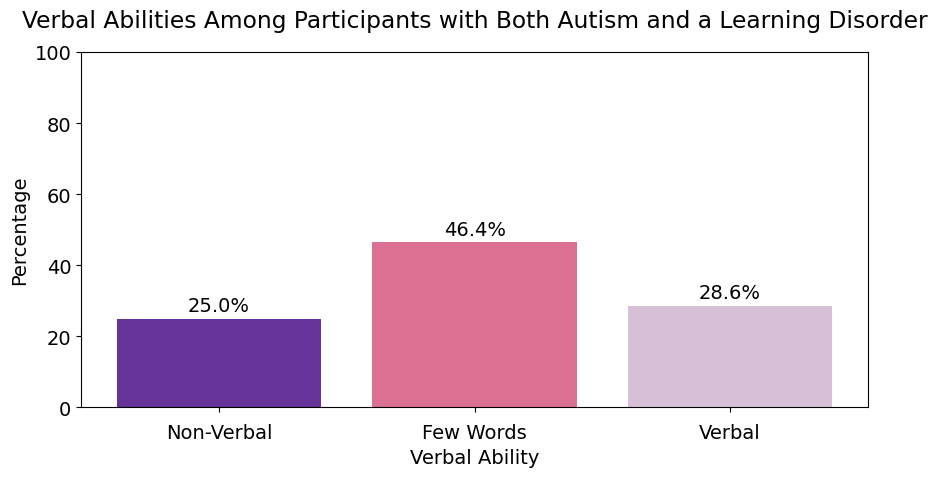 Verbal Abilities Among Participants with Both Autism and a Learning Disorder
100
80
60
40
20
0
Percentage
46.4%
28.6%
25.0%
Non-Verbal
Few Words
Verbal
Verbal Ability